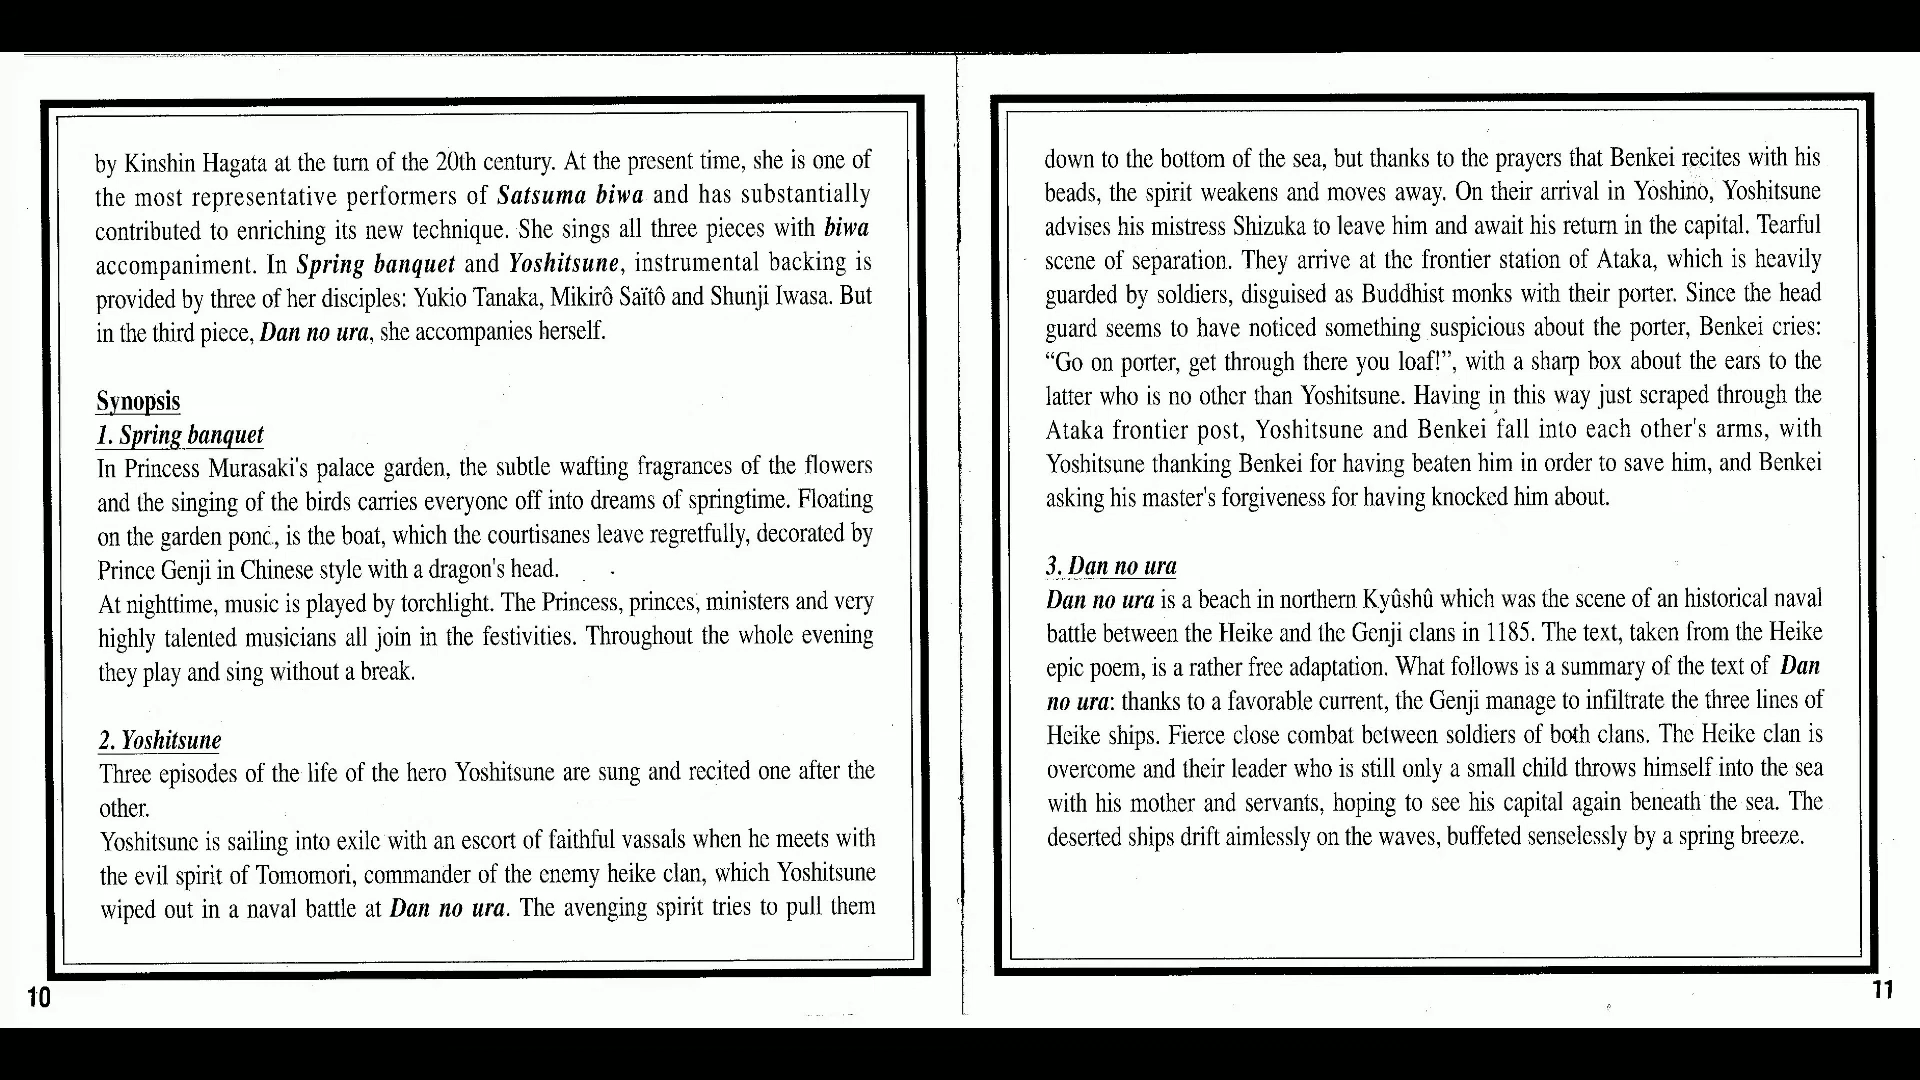 by Kinshin Hagata at the turn of the 20th century. At the present time, she is one of
the most representative performers of Satsuma biwa and has substantially
contributed to enriching its new technique. She sings all three pieces with biwa
accompaniment. In Spring banquet and Yoshitsune, instrumental backing is
provided by three of her disciples: Yukio Tanaka, Mikirô Saïtô and Shunji Iwasa. But
in the third piece, Dan no ura, she accompanies herself.
Synopsis
1. Spring banquet
In Princess Murasaki's palace garden, the subtle wafting fragrances of the flowers
and the singing of the birds carries everyone off into dreams of springtime. Floating
on the garden pond, is the boat, which the courtisanes leave regretfully, decorated by
Prince Genji in Chinese style with a dragon's head.
At nighttime, music is played by torchlight. The Princess, princes, ministers and very
highly talented musicians all join in the festivities. Throughout the whole evening
they play and sing without a break.
2. Yoshitsune
Three episodes of the life of the hero Yoshitsune are sung and recited one after the
other.
Yoshitsune is sailing into exile with an escort of faithful vassals when he meets with
the evil spirit of Tomomori, commander of the enemy heike clan, which Yoshitsune
wiped out in a naval battle at Dan no ura. The avenging spirit tries to pull them
10
down to the bottom of the sea, but thanks to the prayers that Benkei recites with his
beads, the spirit weakens and moves away. On their arrival in Yoshino, Yoshitsune
advises his mistress Shizuka to leave him and await his return in the capital. Tearful
scene of separation. They arrive at the frontier station of Ataka, which is heavily
guarded by soldiers, disguised as Buddhist monks with their porter. Since the head
guard seems to have noticed something suspicious about the porter, Benkei cries:
“Go on porter, get through there you loaf!”, with a sharp box about the ears to the
latter who is no other than Yoshitsune. Having in this way just scraped through the
Ataka frontier post, Yoshitsune and Benkei fall into each other's arms, with
Yoshitsune thanking Benkei for having beaten him in order to save him, and Benkei
asking his master's forgiveness for having knocked him about.
3. Dan no ura
Dan no ura is a beach in northern Kyûshû which was the scene of an historical naval
battle between the Heike and the Genji clans in 1185. The text, taken from the Heike
epic poem, is a rather free adaptation. What follows is a summary of the text of Dan
no ura: thanks to a favorable current, the Genji manage to infiltrate the three lines of
Heike ships. Fierce close combat between soldiers of both clans. The Heike clan is
overcome and their leader who is still only a small child throws himself into the sea
with his mother and servants, hoping to see his capital again beneath the sea. The
deserted ships drift aimlessly on the waves, buffeted senselessly by a spring breeze.
11